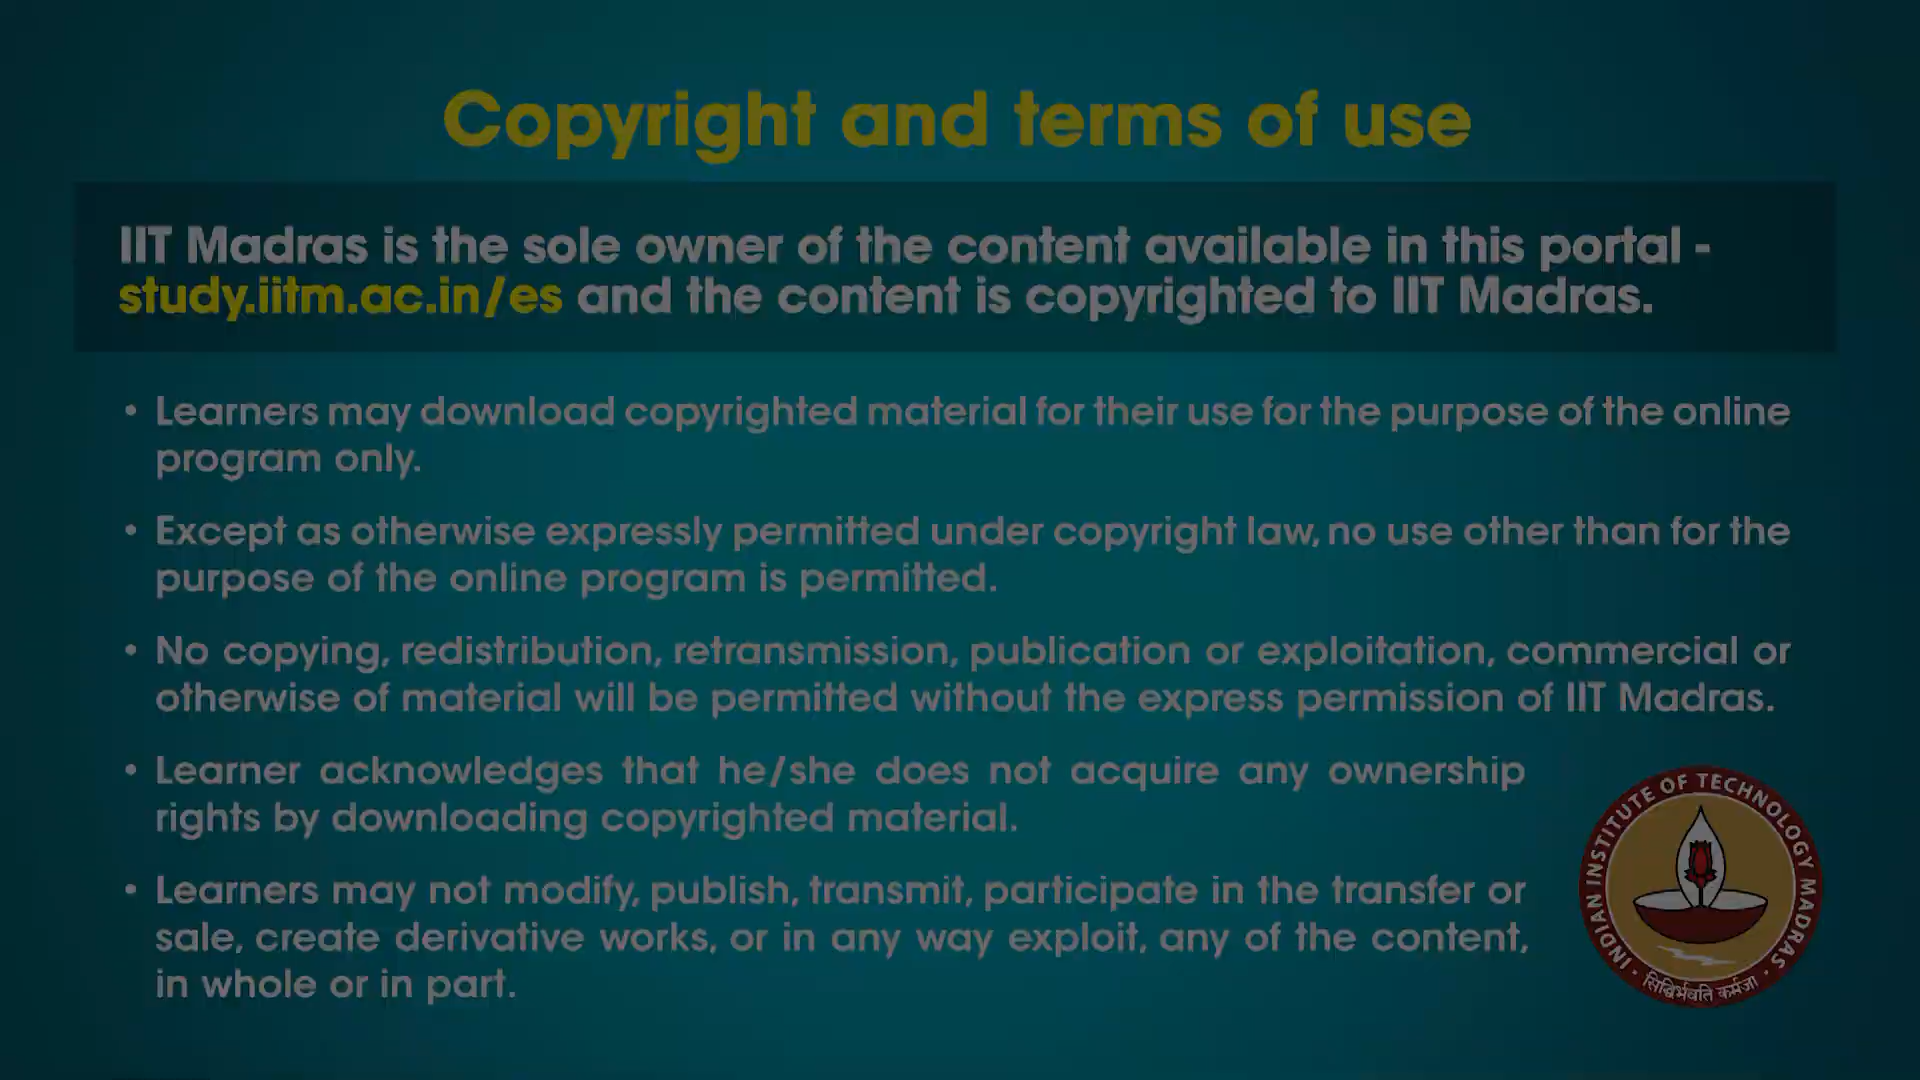 Copyright and terms of use
IIT Madras is the sole owner of the content available in this portal -
study.iitm.ac.in/es and the content is copyrighted to IIT Madras.
• Learners may download copyrighted material for their use for the purpose of the online
program only.
• Except as otherwise expressly permitted under copyright law, no use other than for the
purpose of the online program is permitted.
• No copying, redistribution, retransmission, publication or exploitation, commercial or
otherwise of material will be permitted without the express permission of IIT Madras.
• Learner acknowledges that he/she does not acquire any ownership
rights by downloading copyrighted material.
• Learners may not modify, publish, transmit, participate in the transfer or
sale, create derivative works, or in any way exploit, any of the content,
in whole or in part.
INDIAN INSTITUTE OF TECHNOLOGY MADRAS
सिद्धिर्भवति कर्मजा